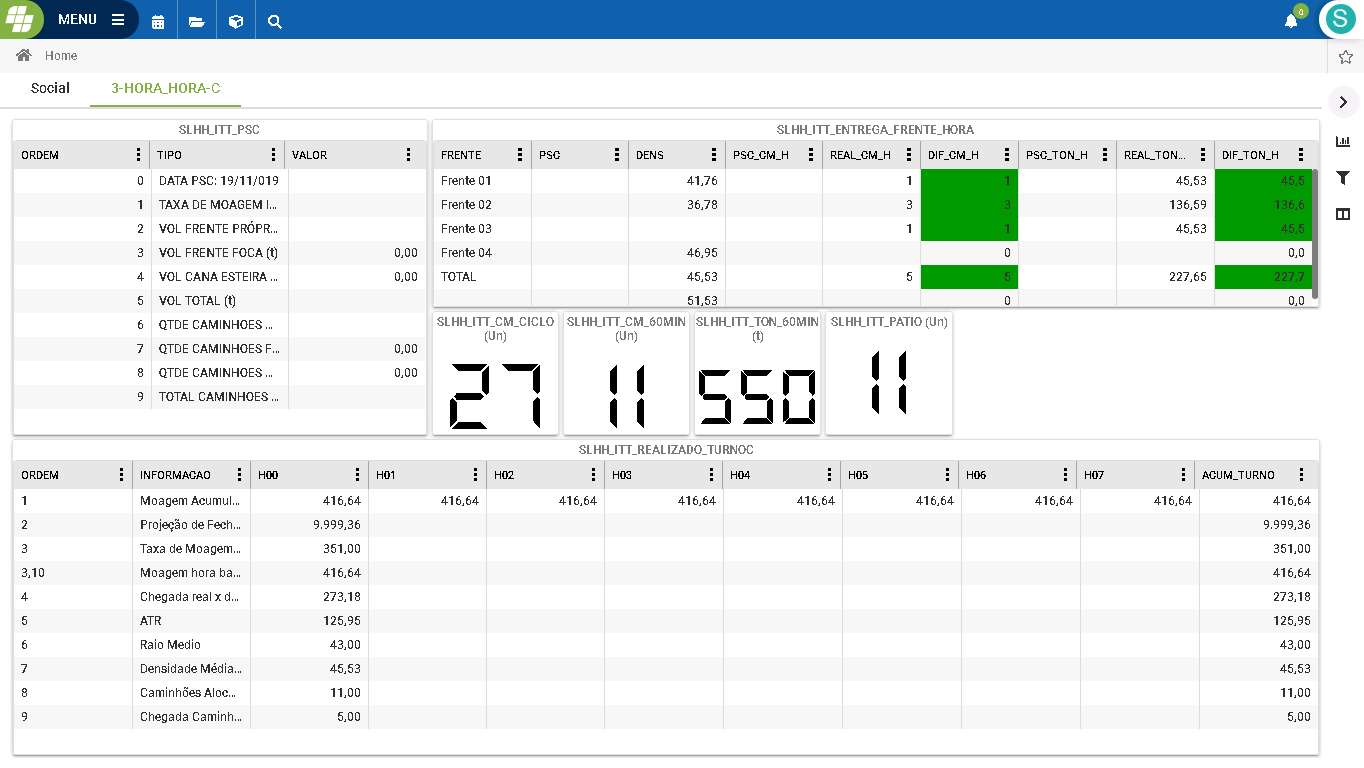 MENU
0
S
Home
Social 3-HORA_HORA-C
SLHH_ITT_PSC
ORDEM TIPO VALOR
0 DATA PSC: 19/11/019
1 TAXA DE MOAGEM I...
2 VOL FRENTE PRÓPR...
3 VOL FRENTE FOCA (t) 0,00
4 VOL CANA ESTEIRA ... 0,00
5 VOL TOTAL (t)
6 QTDE CAMINHOES ...
7 QTDE CAMINHOES F... 0,00
8 QTDE CAMINHOES ... 0,00
9 TOTAL CAMINHOES ...
SLHH_ITT_ENTREGA_FRENTE_HORA
FRENTE PSC DENS PSC_CM_H REAL_CM_H DIF_CM_H PSC_TON_H REAL_TON... DIF_TON_H
Frente 01 41,76 1 1 45,53 45,5
Frente 02 36,78 3 3 136,59 136,6
Frente 03 1 1 45,53 45,5
Frente 04 46,95 0 0,0
TOTAL 45,53 5 5 227,65 227,7
51,53 0 0,0
SLHH_ITT_CM_CICLO
(Un)
27
SLHH_ITT_CM_60MIN
(Un)
11
SLHH_ITT_TON_60MIN
(t)
550
SLHH_ITT_PATIO (Un)
11
SLHH_ITT_REALIZADO_TURNOC
ORDEM INFORMACAO H00 H01 H02 H03 H04 H05 H06 H07 ACUM_TURNO
1 Moagem Acumul... 416,64 416,64 416,64 416,64 416,64 416,64 416,64 416,64 416,64
2 Projeção de Fech... 9.999,36 9.999,36
3 Taxa de Moagem... 351,00 351,00
3,10 Moagem hora ba... 416,64 416,64
4 Chegada real x d... 273,18 273,18
5 ATR 125,95 125,95
6 Raio Medio 43,00 43,00
7 Densidade Média... 45,53 45,53
8 Caminhões Aloc... 11,00 11,00
9 Chegada Caminh... 5,00 5,00